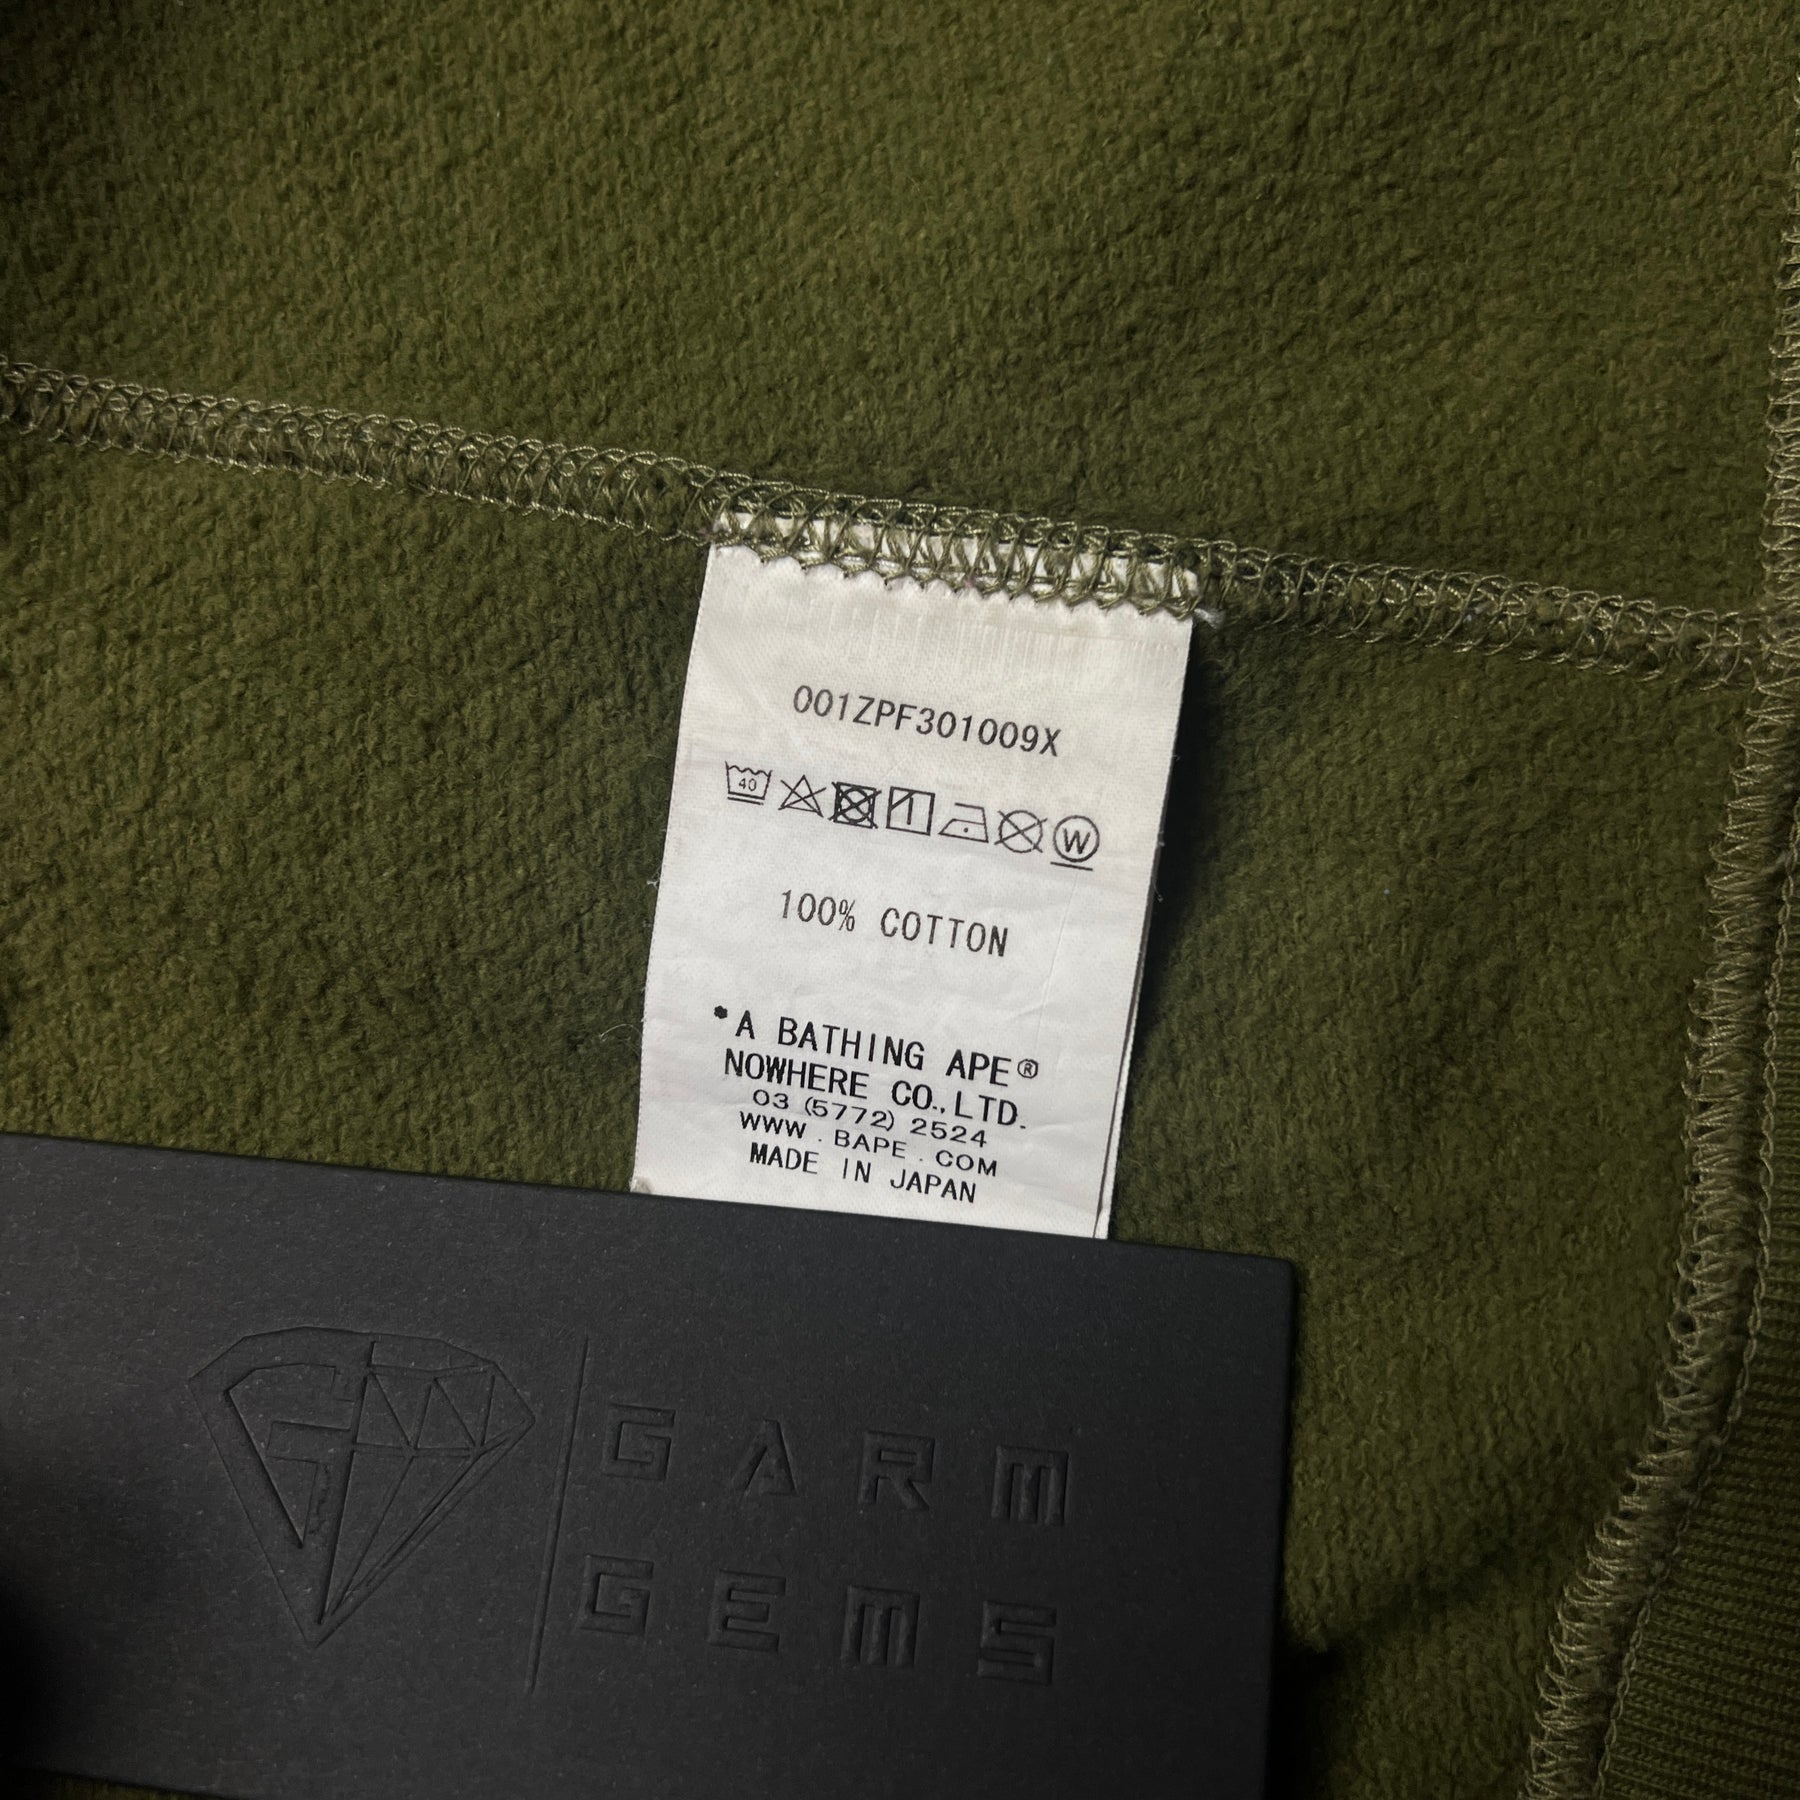 001ZPF301009X
40
W
100% COTTON
*A BATHING APE®
NOWHERE CO.,LTD.
03 (5772) 2524
WWW.BAPE.COM
MADE IN JAPAN
GARM
GEMS